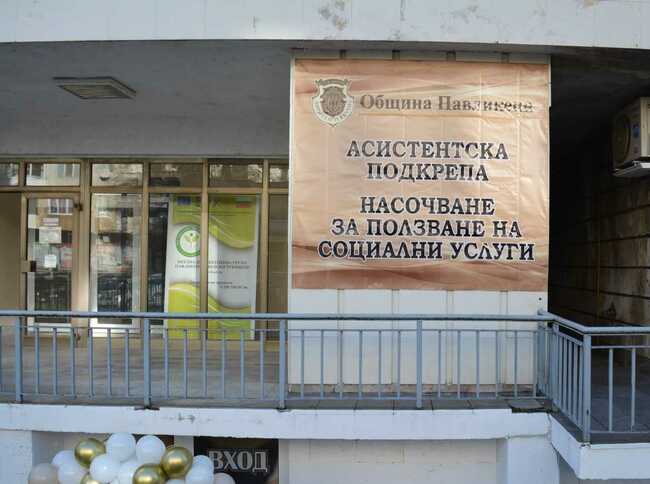 Община Павликени
АСИСТЕНТСКА
ПОДКРЕПА
НАСОЧВАНЕ
ЗА ПОЛЗВАНЕ НА
СОЦИАЛНИ УСЛУГИ
ВХОД